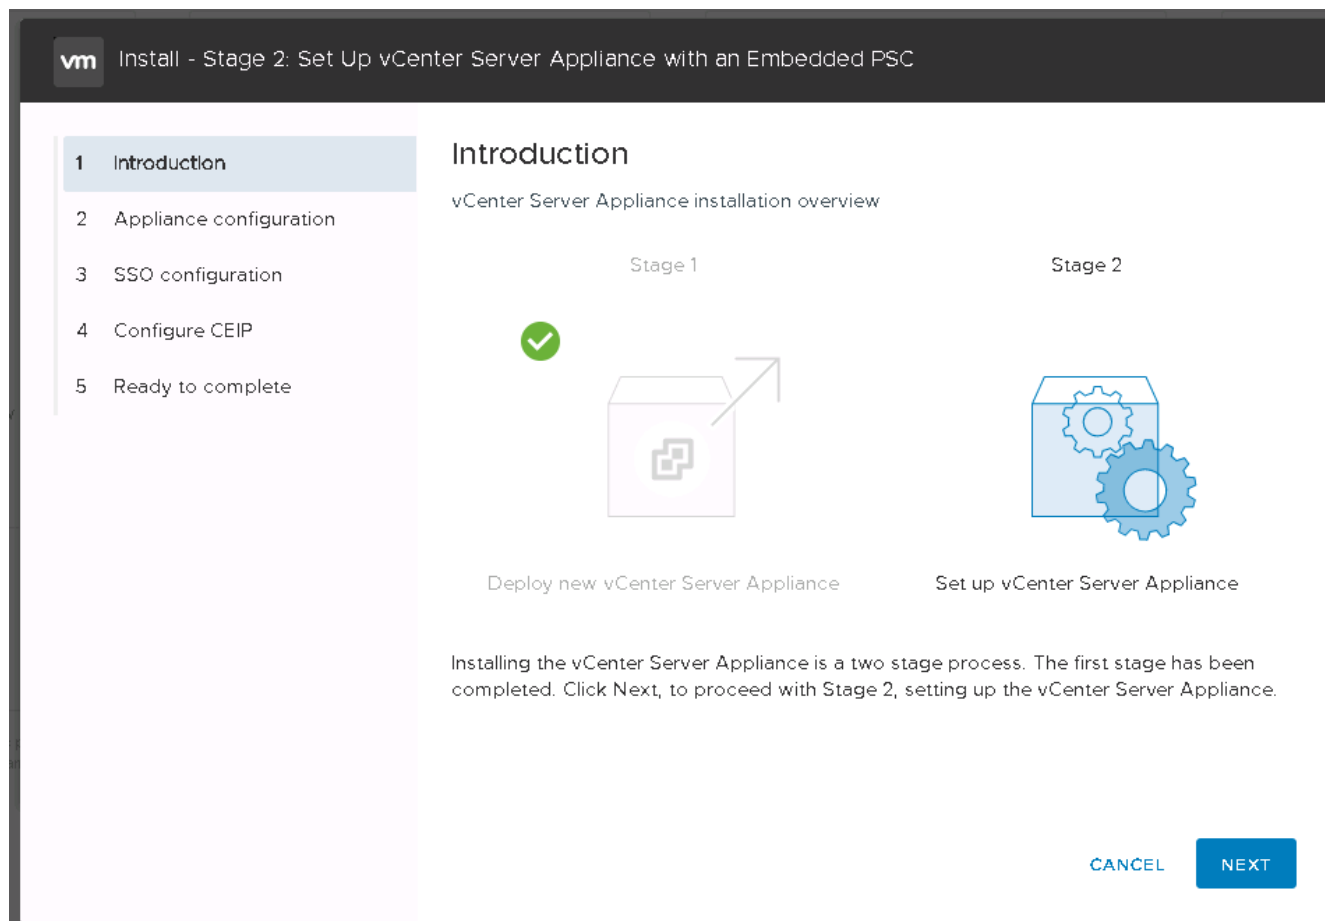 vm Install - Stage 2: Set Up vCenter Server Appliance with an Embedded PSC
1 Introduction
2 Appliance configuration
3 SSO configuration
4 Configure CEIP
5 Ready to complete
Introduction
vCenter Server Appliance installation overview
Stage 1
Stage 2
Deploy new vCenter Server Appliance
Set up vCenter Server Appliance
Installing the vCenter Server Appliance is a two stage process. The first stage has been
completed. Click Next, to proceed with Stage 2, setting up the vCenter Server Appliance.
CANCEL
NEXT